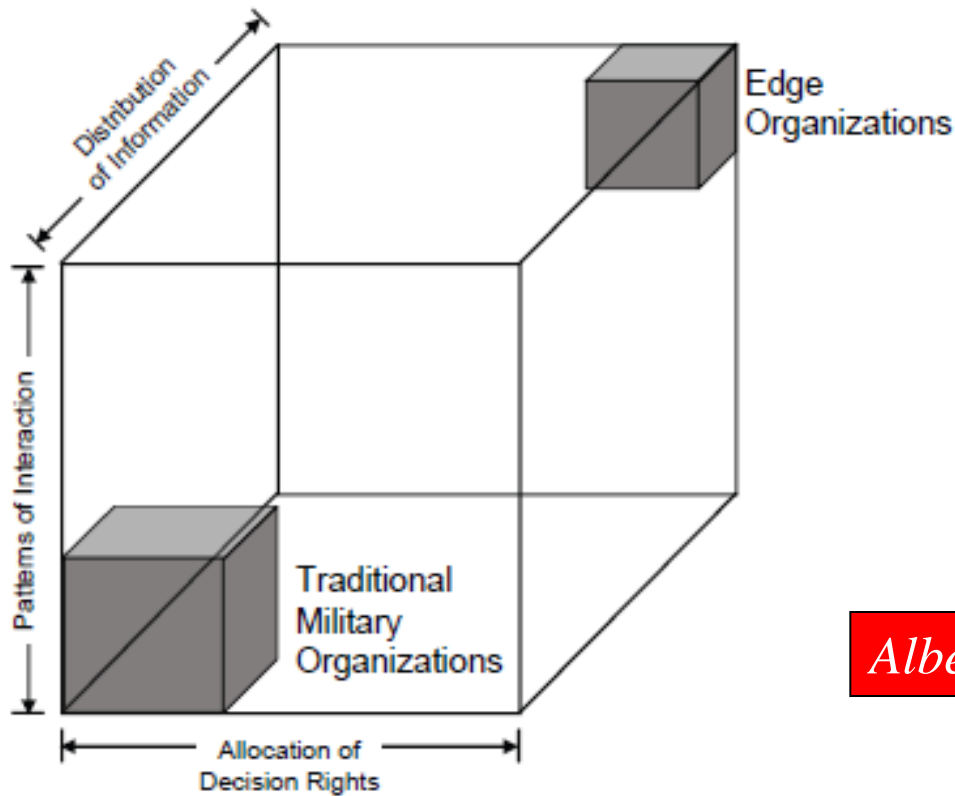 Distribution
of Information
Edge
Organizations
Patterns of Interaction
Traditional
Military
Organizations
Allocation of
Decision Rights